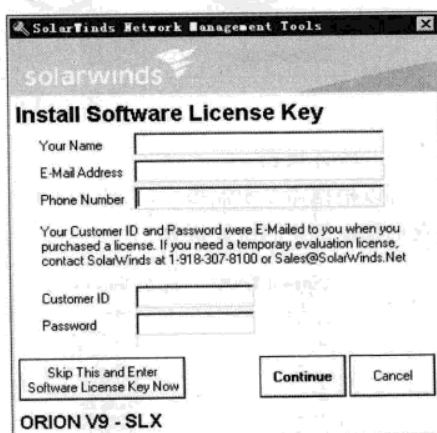 SolarWinds Network Management Tools
solarwinds
Install Software License Key
Your Name
E-Mail Address
Phone Number
Your Customer ID and Password were E-Mailed to you when you
purchased a license. If you need a temporary evaluation license,
contact SolarWinds at 1-918-307-8100 or Sales@SolarWinds.Net
Customer ID
Password
Skip This and Enter
Software License Key Now
Continue
Cancel
ORION V9 - SLX